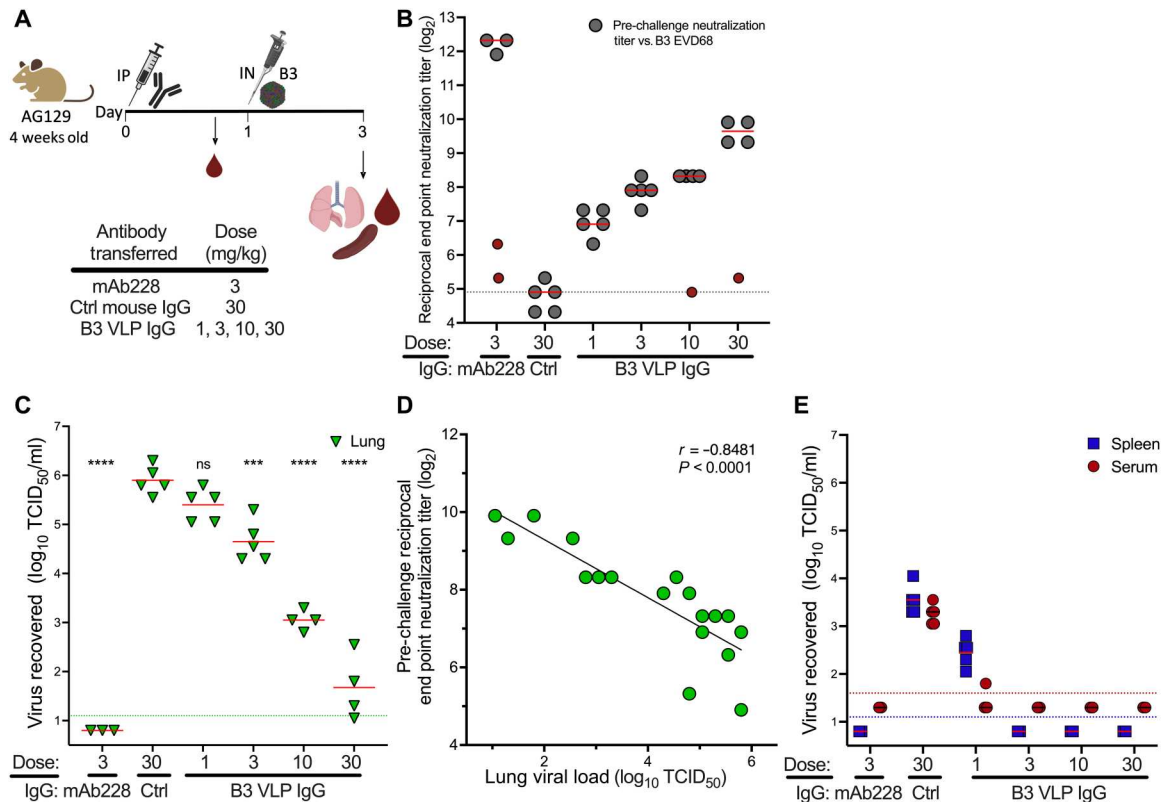 A
AG129
4 weeks old
IP
IN
B3
Day
0
1
3
Antibody
transferred
Dose
(mg/kg)
mAb228
3
Ctrl mouse IgG
30
B3 VLP IgG
1, 3, 10, 30
B
Reciprocal end point neutralization titer (log2)
13
12
11
10
9
8
7
6
5
4
Pre-challenge neutralization
titer vs. B3 EVD68
Dose: 3 30 1 3 10 30
IgG: mAb228 Ctrl B3 VLP IgG
C
Virus recovered (log10 TCID50/ml)
7
6
5
4
3
2
1
Lung
**** ns *** **** ****
Dose: 3 30 1 3 10 30
IgG: mAb228 Ctrl B3 VLP IgG
D
Pre-challenge reciprocal
end point neutralization titer (log2)
12
10
8
6
4
r = –0.8481
P < 0.0001
2 4 6
Lung viral load (log10 TCID50)
E
Virus recovered (log10 TCID50/ml)
7
6
5
4
3
2
1
Spleen
Serum
Dose: 3 30 1 3 10 30
IgG: mAb228 Ctrl B3 VLP IgG